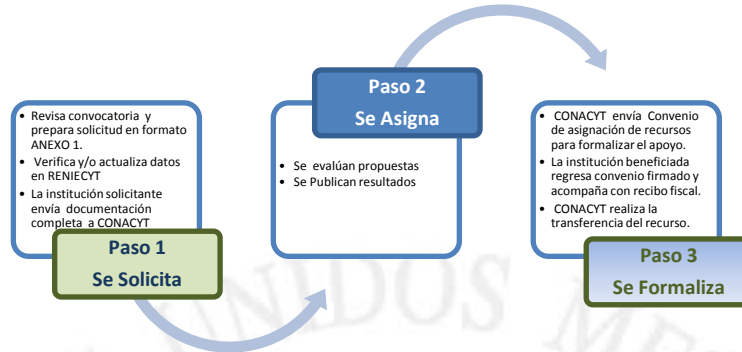 • Revisa convocatoria y
prepara solicitud en formato
ANEXO 1.
• Verifica y/o actualiza datos
en RENIECYT
• La institución solicitante
envía documentación
completa a CONACYT
Paso 1
Se Solicita
Paso 2
Se Asigna
• Se evalúan propuestas
• Se Publican resultados
• CONACYT envía Convenio
de asignación de recursos
para formalizar el apoyo.
• La institución beneficiada
regresa convenio firmado y
acompaña con recibo fiscal.
• CONACYT realiza la
transferencia del recurso.
Paso 3
Se Formaliza
UNIDOS ME